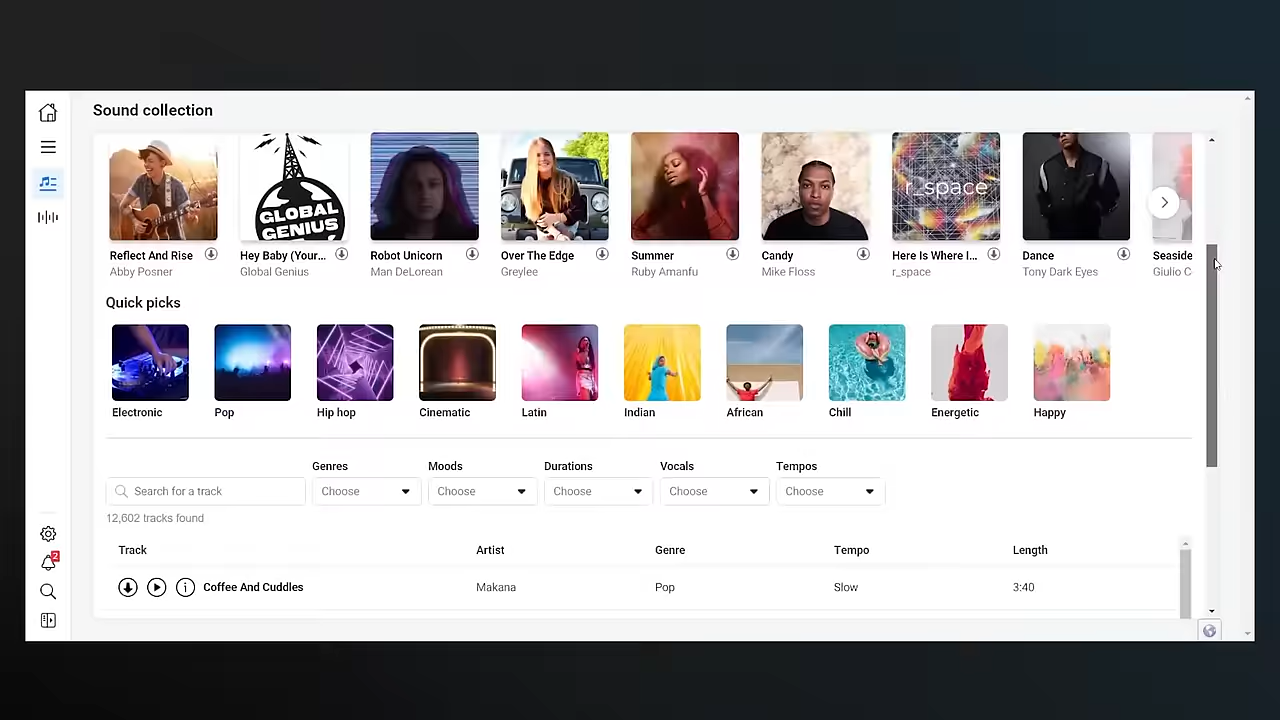 Sound collection
GLOBAL
GENIUS
r_space
Reflect And Rise
Hey Baby (Your...
Robot Unicorn
Over The Edge
Summer
Candy
Here Is Where I...
Dance
Seaside
Abby Posner
Global Genius
Man DeLorean
Greylee
Ruby Amanfu
Mike Floss
r_space
Tony Dark Eyes
Giulio C
Quick picks
Electronic
Pop
Hip hop
Cinematic
Latin
Indian
African
Chill
Energetic
Happy
Genres
Moods
Durations
Vocals
Tempos
Search for a track
Choose
Choose
Choose
Choose
Choose
12,602 tracks found
Track
Artist
Genre
Tempo
Length
Coffee And Cuddles
Makana
Pop
Slow
3:40
2